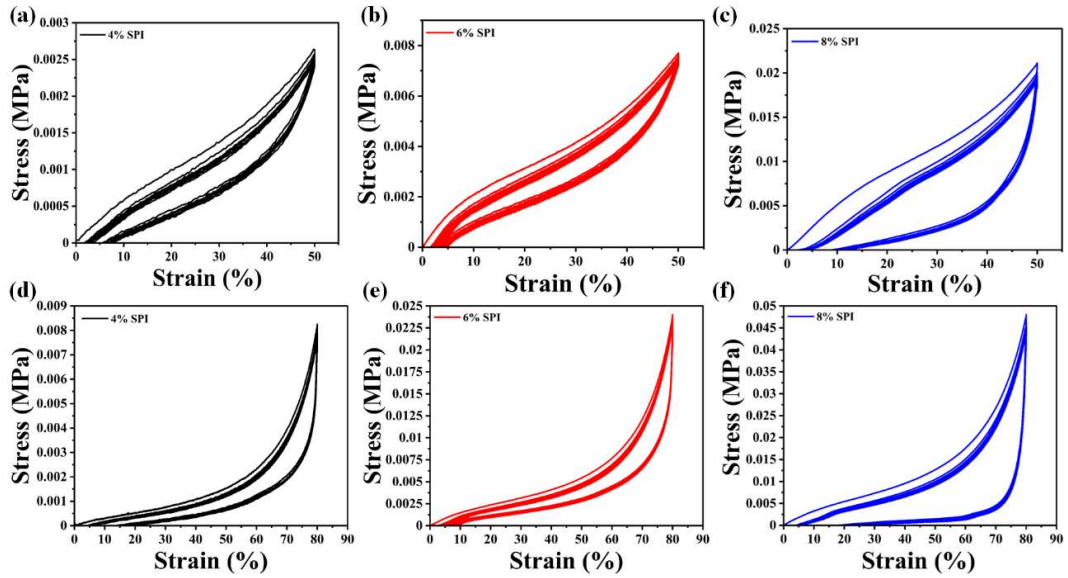 (a)
4% SPI
Stress (MPa)
0.003
0.0025
0.002
0.0015
0.001
0.0005
0
0 10 20 30 40 50
Strain (%)
(b)
6% SPI
Stress (MPa)
0.008
0.006
0.004
0.002
0
0 10 20 30 40 50
Strain (%)
(c)
8% SPI
Stress (MPa)
0.025
0.02
0.015
0.01
0.005
0
0 10 20 30 40 50
Strain (%)
(d)
4% SPI
Stress (MPa)
0.009
0.008
0.007
0.006
0.005
0.004
0.003
0.002
0.001
0
0 10 20 30 40 50 60 70 80 90
Strain (%)
(e)
6% SPI
Stress (MPa)
0.025
0.0225
0.02
0.0175
0.015
0.0125
0.01
0.0075
0.005
0.0025
0
0 10 20 30 40 50 60 70 80 90
Strain (%)
(f)
8% SPI
Stress (MPa)
0.05
0.045
0.04
0.035
0.03
0.025
0.02
0.015
0.01
0.005
0
0 10 20 30 40 50 60 70 80 90
Strain (%)